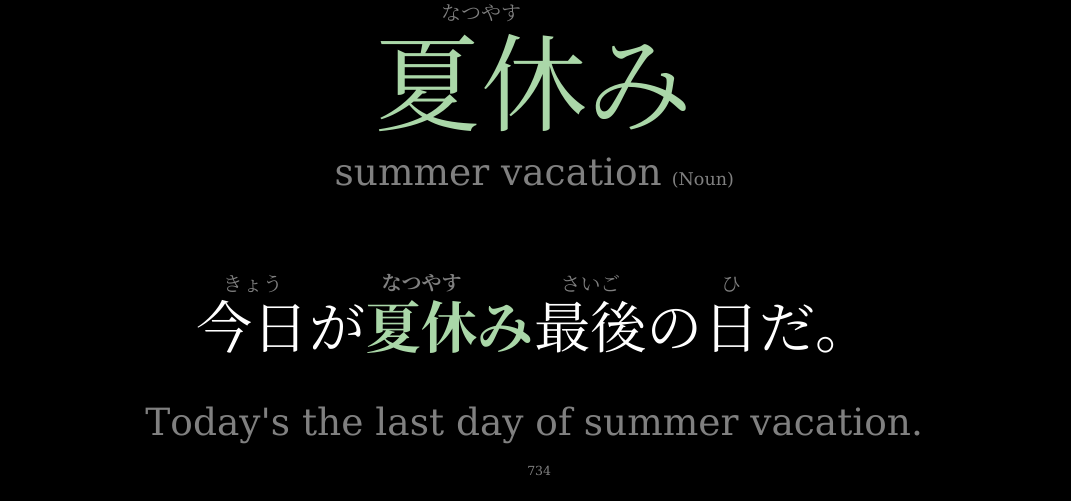 なつやす
夏休み
summer vacation (Noun)
きょう なつやす さいご ひ
今日が夏休み最後の日だ。
Today's the last day of summer vacation.
734